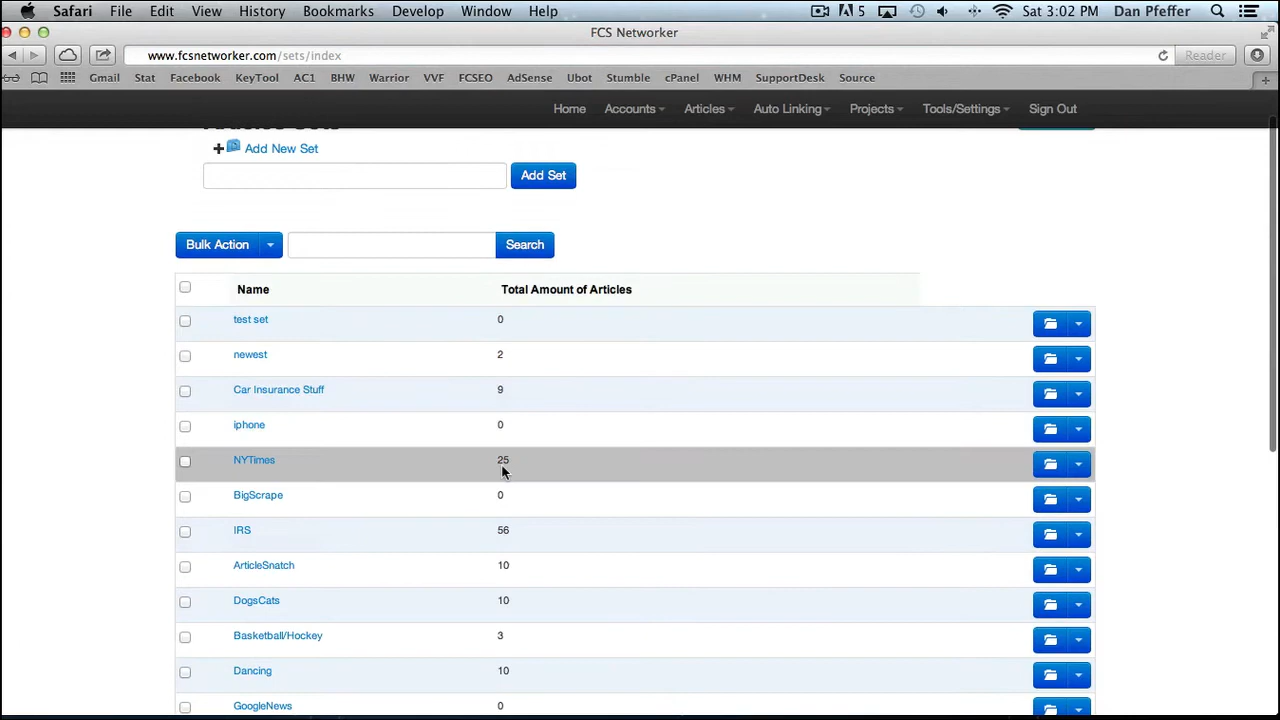 Safari File Edit View History Bookmarks Develop Window Help 5 Sat 3:02 PM Dan Pfeffer
FCS Networker
www.fcsnetworker.com/sets/index Reader
Gmail Stat Facebook KeyTool AC1 BHW Warrior VVF FCSEO AdSense Ubot Stumble cPanel WHM SupportDesk Source
Home Accounts Articles Auto Linking Projects Tools/Settings Sign Out
Add New Set
Add Set
Bulk Action Search
Name Total Amount of Articles
test set 0
newest 2
Car Insurance Stuff 9
iphone 0
NYTimes 25
BigScrape 0
IRS 56
ArticleSnatch 10
DogsCats 10
Basketball/Hockey 3
Dancing 10
GoogleNews 0